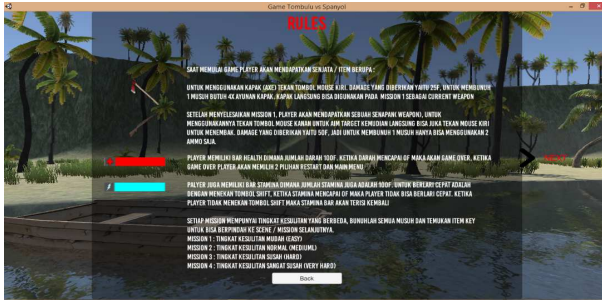 Game Tombulu vs Spanyol
RULES
SAAT MEMULAI GAME PLAYER AKAN MENDAPATKAN SENJATA / ITEM BERUPA :
UNTUK MENGGUNAKAN KAPAK (AXE) TEKAN TOMBOL MOUSE KIRI. DAMAGE YANG DIBERIKAN YAITU 25F, UNTUK MEMBUNUH
1 MUSUH BUTUH 4X AYUNAN KAPAK. KAPAK LANGSUNG BISA DIGUNAKAN PADA MISSION 1 SEBAGAI CURRENT WEAPON
SETELAH MENYELESAIKAN MISSION 1, PLAYER AKAN MENDAPATKAN SEBUAH SENAPAN( WEAPON), UNTUK
MENGGUNAKANNYA TEKAN TOMBOL MOUSE KANAN UNTUK AIM TARGET KEMUDIAN LANGSUNG BISA JUKA TEKAN MOUSE KIRI
UNTUK MENEMBAK. DAMAGE YANG DIBERIKAN YAITU 50F, JADI UNTUK MEMBUNUH 1 MUSUH HANYA BISA MENGGUNAKAN 2
AMMO SAJA.
PLAYER MEMILIKI BAR HEALTH DIMANA JUMLAH DARAH 100F. KETIKA DARAH MENCAPAI 0F MAKA AKAN GAME OVER, KETIKA
GAME OVER PLAYER AKAN MEMILIH 2 PILIHAN RESTART DAN MAIN MENU
PALYER JUGA MEMILIKI BAR STAMINA DIMANA JUMLAH STAMINA JUGA ADALAH 100F. UNTUK BERLARI CEPAT ADALAH
DENGAN MENEKAN TOMBOL SHIFT. KETIKA STAMINA MENCAPAI 0F MAKA PLAYER TIDAK BISA BERLARI CEPAT. KETIKA
PLAYER TIDAK MENEKAN TOMBOL SHIFT MAKA STAMINA BAR AKAN TERISI KEMBALI
NEXT
SETIAP MISSION MEMPUNYAI TINGKAT KESULITAN YANG BERBEDA, BUNUHLAH SEMUA MUSUH DAN TEMUKAN ITEM KEY
UNTUK BISA BERPINDAH KE SCENE / MISSION SELANJUTNYA.
MISSION 1 : TINGKAT KESULITAN MUDAH (EASY)
MISSION 2 : TINGKAT KESULITAN NORMAL (MEDIUML)
MISSION 3 : TINGKAT KESULITAN SUSAH (HARD)
MISSION 4 : TINGKAT KESULITAN SANGAT SUSAH (VERY HARD)
Back